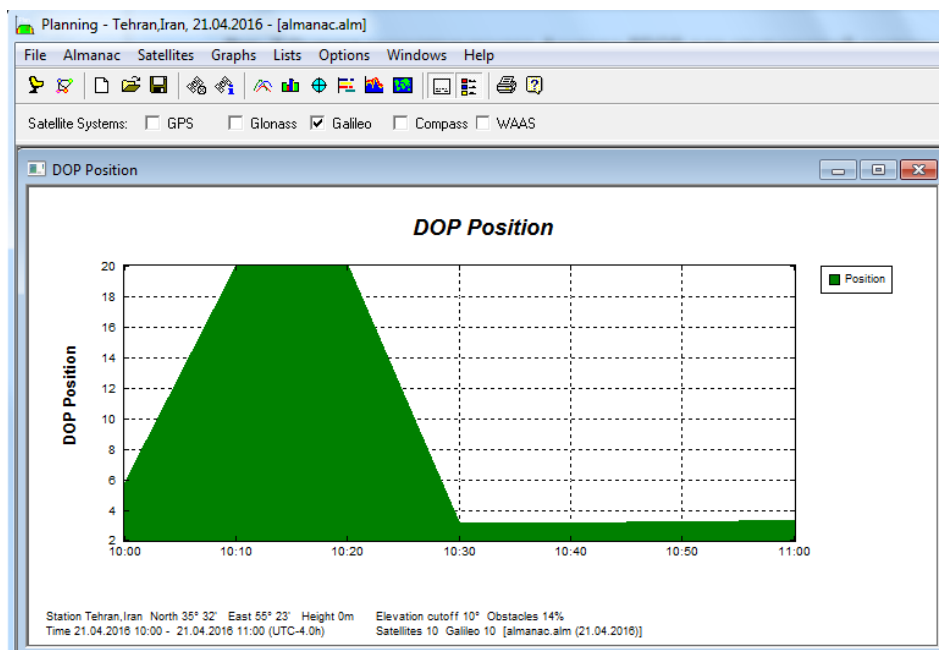 Planning - Tehran,Iran, 21.04.2016 - [almanac.alm]
File Almanac Satellites Graphs Lists Options Windows Help
Satellite Systems: GPS Glonass Galileo Compass WAAS
DOP Position
DOP Position
20
18
16
14
12
10
8
6
4
2
DOP Position
Position
10:00 10:10 10:20 10:30 10:40 10:50 11:00
Station Tehran,Iran North 35° 32' East 55° 23' Height 0m Elevation cutoff 10° Obstacles 14%
Time 21.04.2016 10:00 - 21.04.2016 11:00 (UTC-4.0h) Satellites 10 Galileo 10 [almanac.alm (21.04.2016)]